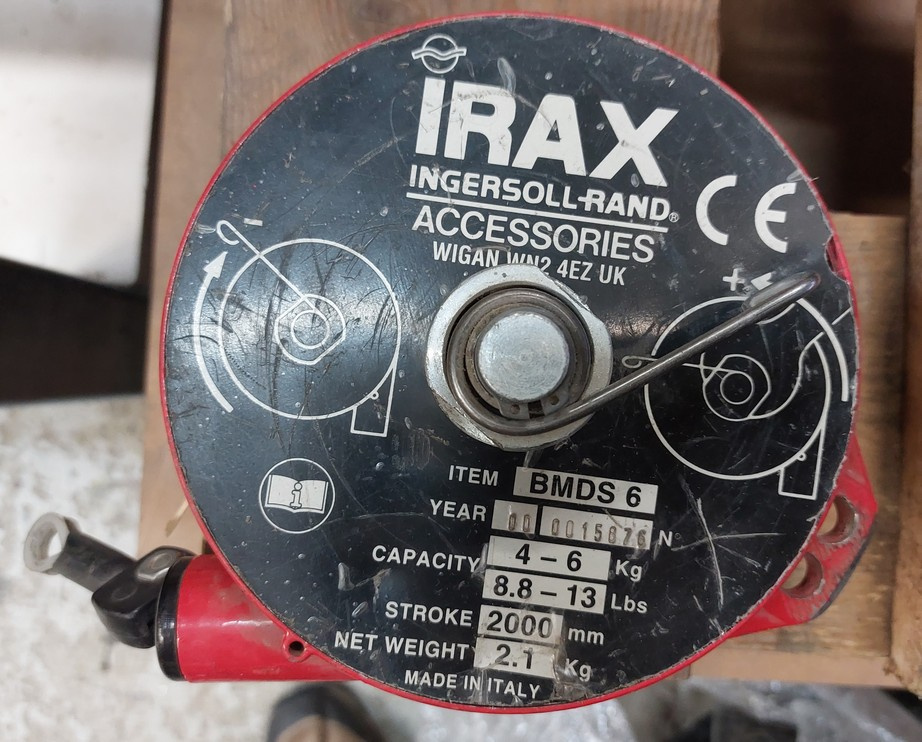 IRAX
INGERSOLL-RAND®
ACCESSORIES
WIGAN WN2 4EZ UK
CE
-
+
i
ITEM BMDS 6
YEAR 00 0015876 N°
CAPACITY 4 – 6 Kg
8.8 – 13 Lbs
STROKE 2000 mm
NET WEIGHT 2.1 Kg
MADE IN ITALY